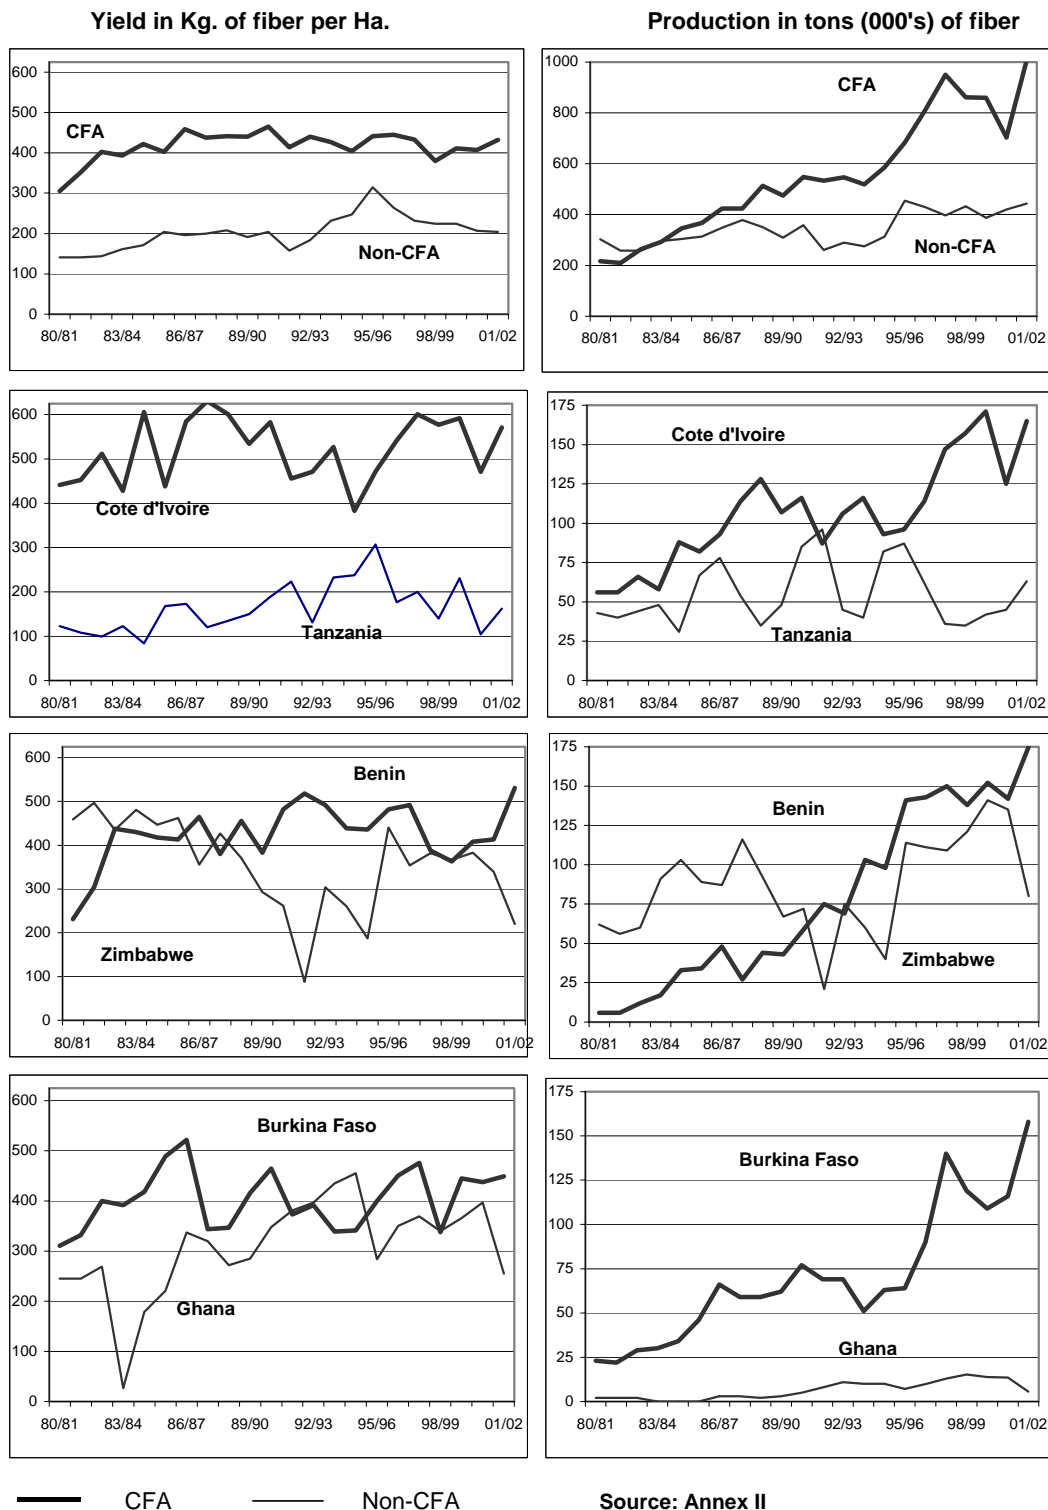 Yield in Kg. of fiber per Ha.
Production in tons (000's) of fiber
600
500
400
300
200
100
0
CFA
Non-CFA
80/81 83/84 86/87 89/90 92/93 95/96 98/99 01/02
1000
800
600
400
200
0
CFA
Non-CFA
80/81 83/84 86/87 89/90 92/93 95/96 98/99 01/02
600
500
400
300
200
100
0
Cote d'Ivoire
Tanzania
80/81 83/84 86/87 89/90 92/93 95/96 98/99 01/02
175
150
125
100
75
50
25
0
Cote d'Ivoire
Tanzania
80/81 83/84 86/87 89/90 92/93 95/96 98/99 01/02
600
500
400
300
200
100
0
Benin
Zimbabwe
80/81 83/84 86/87 89/90 92/93 95/96 98/99 01/02
175
150
125
100
75
50
25
0
Benin
Zimbabwe
80/81 83/84 86/87 89/90 92/93 95/96 98/99 01/02
600
500
400
300
200
100
0
Burkina Faso
Ghana
80/81 83/84 86/87 89/90 92/93 95/96 98/99 01/02
175
150
125
100
75
50
25
0
Burkina Faso
Ghana
80/81 83/84 86/87 89/90 92/93 95/96 98/99 01/02
CFA Non-CFA Source: Annex II